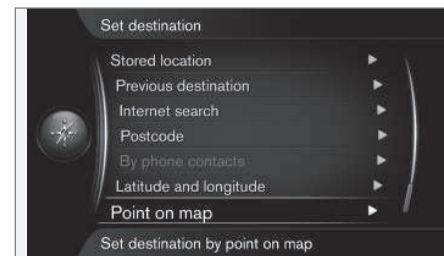 Set destination
Stored location
Previous destination
Internet search
Postcode
By phone contacts
Latitude and longitude
Point on map
Set destination by point on map